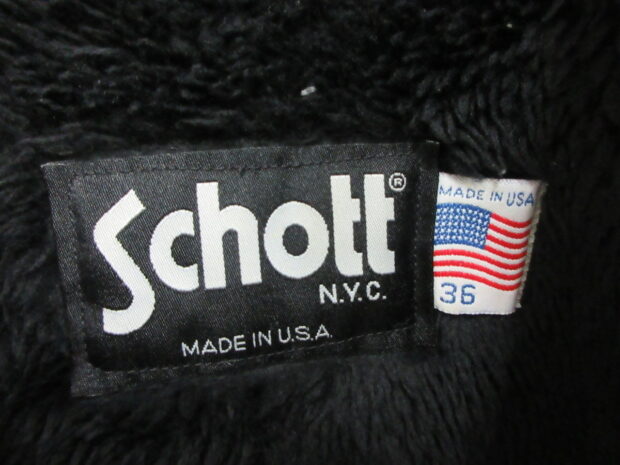 Schott®
N.Y.C.
MADE IN U.S.A.
MADE IN USA
36